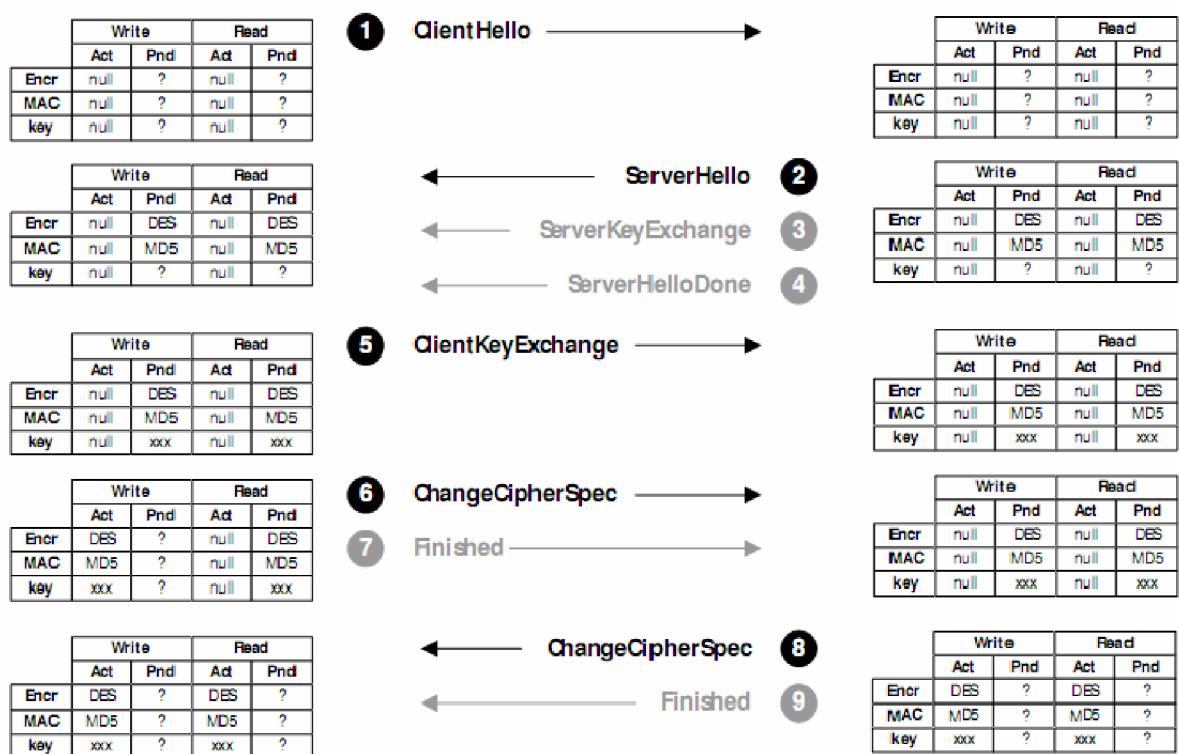 Write Read
Act Pnd Act Pnd
Encr null ? null ?
MAC null ? null ?
key null ? null ?
1 ClientHello
Write Read
Act Pnd Act Pnd
Encr null ? null ?
MAC null ? null ?
key null ? null ?
Write Read
Act Pnd Act Pnd
Encr null DES null DES
MAC null MD5 null MD5
key null ? null ?
ServerHello 2
ServerKeyExchange 3
ServerHelloDone 4
Write Read
Act Pnd Act Pnd
Encr null DES null DES
MAC null MD5 null MD5
key null ? null ?
Write Read
Act Pnd Act Pnd
Encr null DES null DES
MAC null MD5 null MD5
key null xxx null xxx
5 ClientKeyExchange
Write Read
Act Pnd Act Pnd
Encr null DES null DES
MAC null MD5 null MD5
key null xxx null xxx
Write Read
Act Pnd Act Pnd
Encr DES ? null DES
MAC MD5 ? null MD5
key xxx ? null xxx
6 ChangeCipherSpec
7 Finished
Write Read
Act Pnd Act Pnd
Encr null DES null DES
MAC null MD5 null MD5
key null xxx null xxx
Write Read
Act Pnd Act Pnd
Encr DES ? DES ?
MAC MD5 ? MD5 ?
key xxx ? xxx ?
ChangeCipherSpec 8
Finished 9
Write Read
Act Pnd Act Pnd
Encr DES ? DES ?
MAC MD5 ? MD5 ?
key xxx ? xxx ?